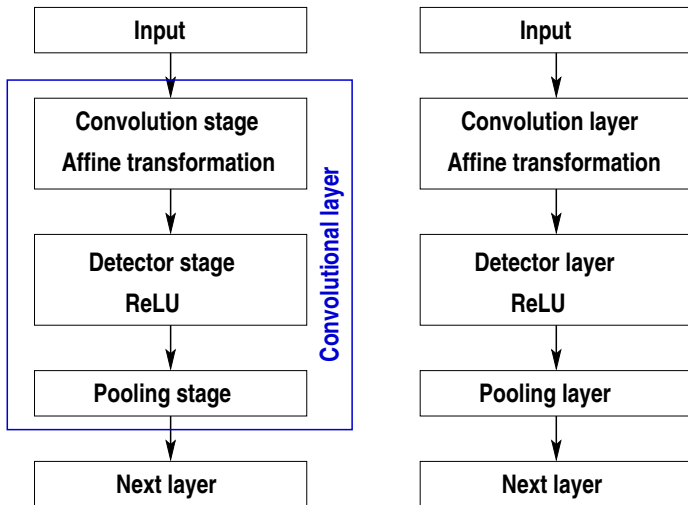 Input
Convolution stage
Affine transformation
Detector stage
ReLU
Pooling stage
Next layer
Convolutional layer
Input
Convolution layer
Affine transformation
Detector layer
ReLU
Pooling layer
Next layer